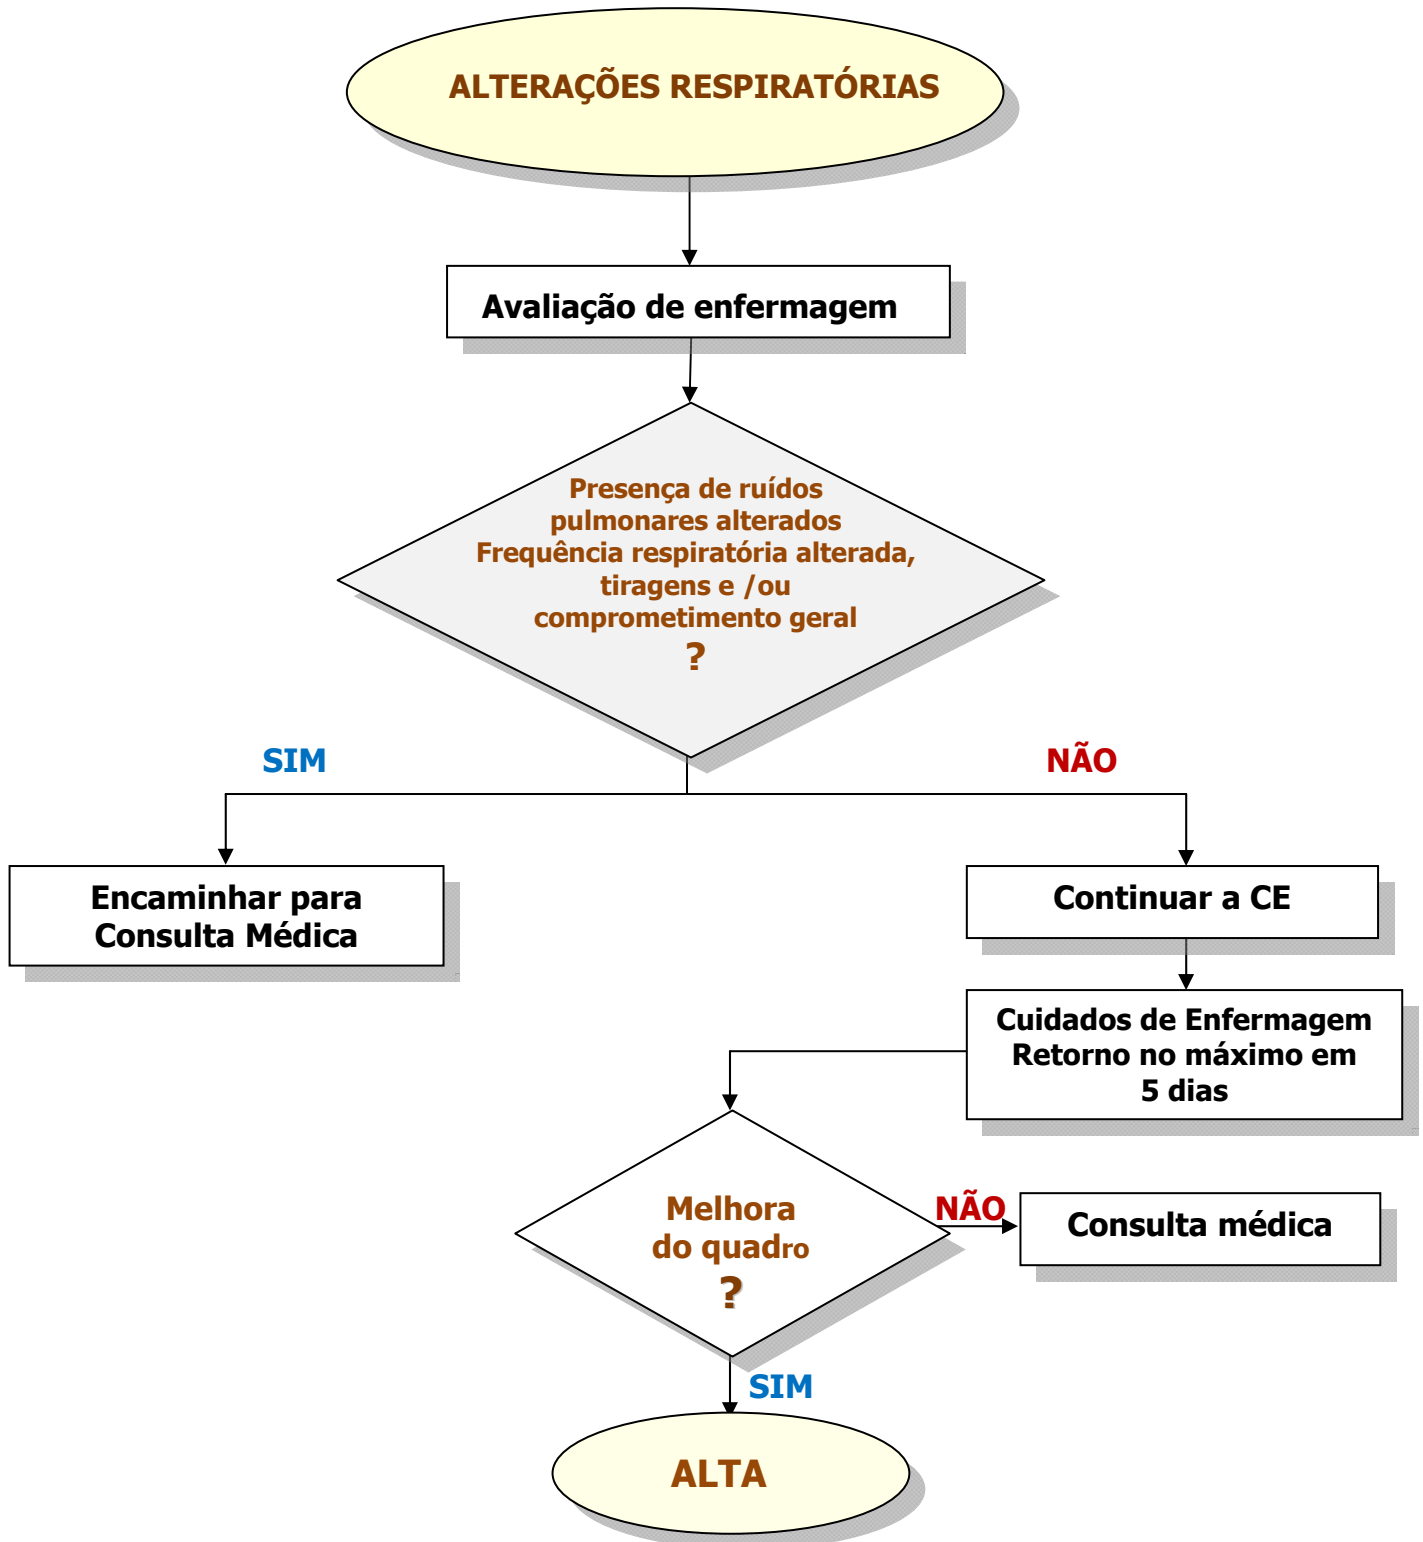 ALTERAÇÕES RESPIRATÓRIAS
Avaliação de enfermagem
Presença de ruídos
pulmonares alterados
Frequência respiratória alterada,
tiragens e /ou
comprometimento geral
?
SIM
NÃO
Encaminhar para
Consulta Médica
Continuar a CE
Cuidados de Enfermagem
Retorno no máximo em
5 dias
Melhora
do quadro
?
NÃO
Consulta médica
SIM
ALTA